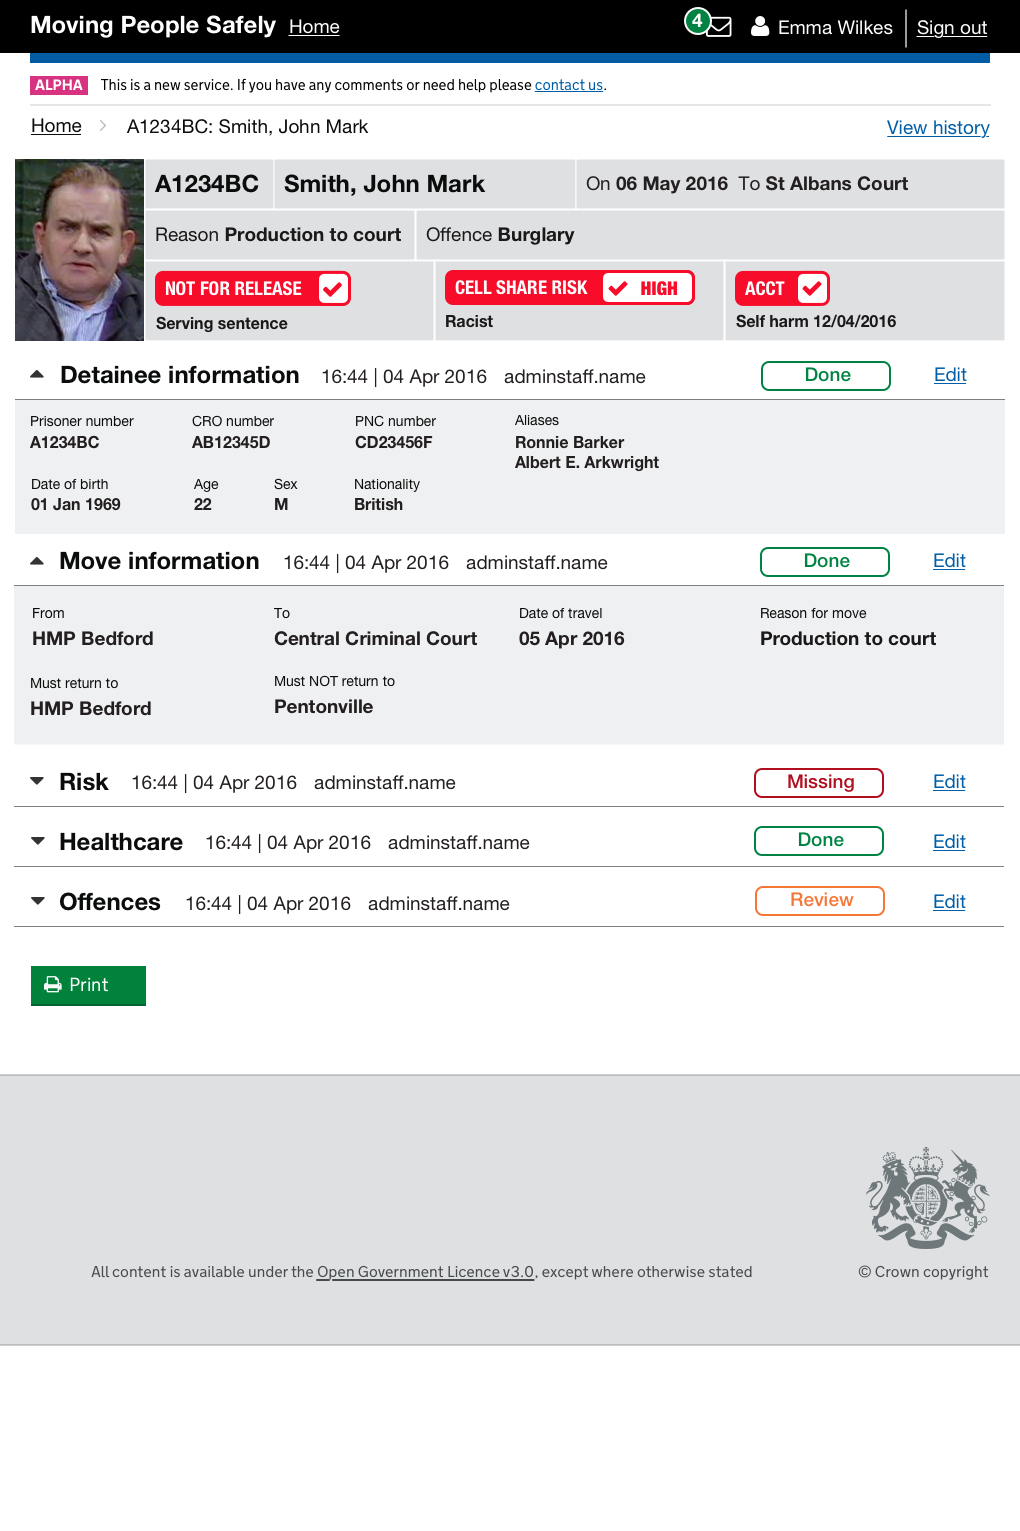 Moving People Safely Home 4 Emma Wilkes Sign out
ALPHA This is a new service. If you have any comments or need help please contact us.
Home A1234BC: Smith, John Mark View history
A1234BC Smith, John Mark On 06 May 2016 To St Albans Court
Reason Production to court Offence Burglary
NOT FOR RELEASE CELL SHARE RISK HIGH ACCT
Serving sentence Racist Self harm 12/04/2016
Detainee information 16:44 | 04 Apr 2016 adminstaff.name Done Edit
Prisoner number CRO number PNC number Aliases
A1234BC AB12345D CD23456F Ronnie Barker
Albert E. Arkwright
Date of birth Age Sex Nationality
01 Jan 1969 22 M British
Move information 16:44 | 04 Apr 2016 adminstaff.name Done Edit
From To Date of travel Reason for move
HMP Bedford Central Criminal Court 05 Apr 2016 Production to court
Must return to Must NOT return to
HMP Bedford Pentonville
Risk 16:44 | 04 Apr 2016 adminstaff.name Missing Edit
Healthcare 16:44 | 04 Apr 2016 adminstaff.name Done Edit
Offences 16:44 | 04 Apr 2016 adminstaff.name Review Edit
Print
All content is available under the Open Government Licence v3.0, except where otherwise stated © Crown copyright